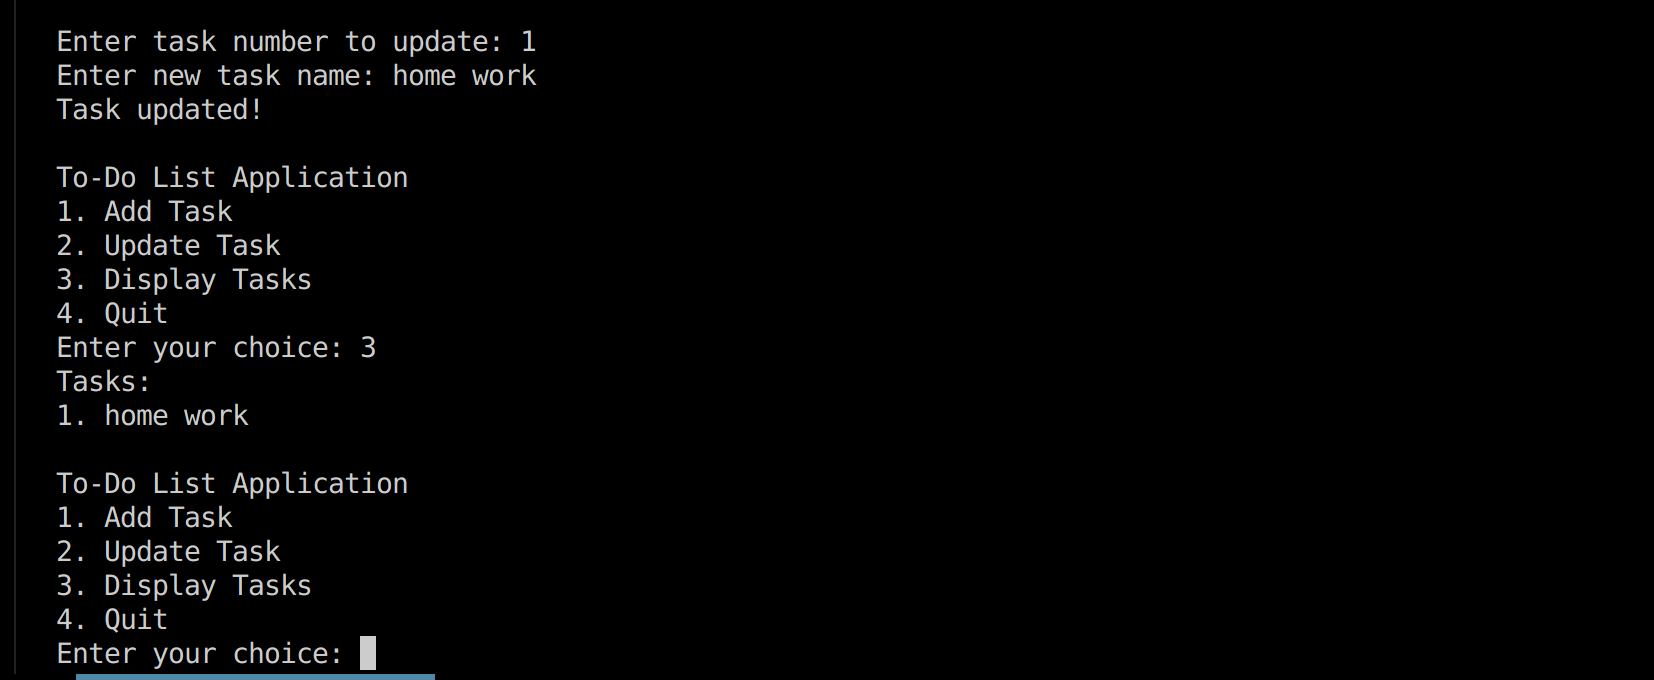 Enter task number to update: 1
Enter new task name: home work
Task updated!
To-Do List Application
1. Add Task
2. Update Task
3. Display Tasks
4. Quit
Enter your choice: 3
Tasks:
1. home work
To-Do List Application
1. Add Task
2. Update Task
3. Display Tasks
4. Quit
Enter your choice: